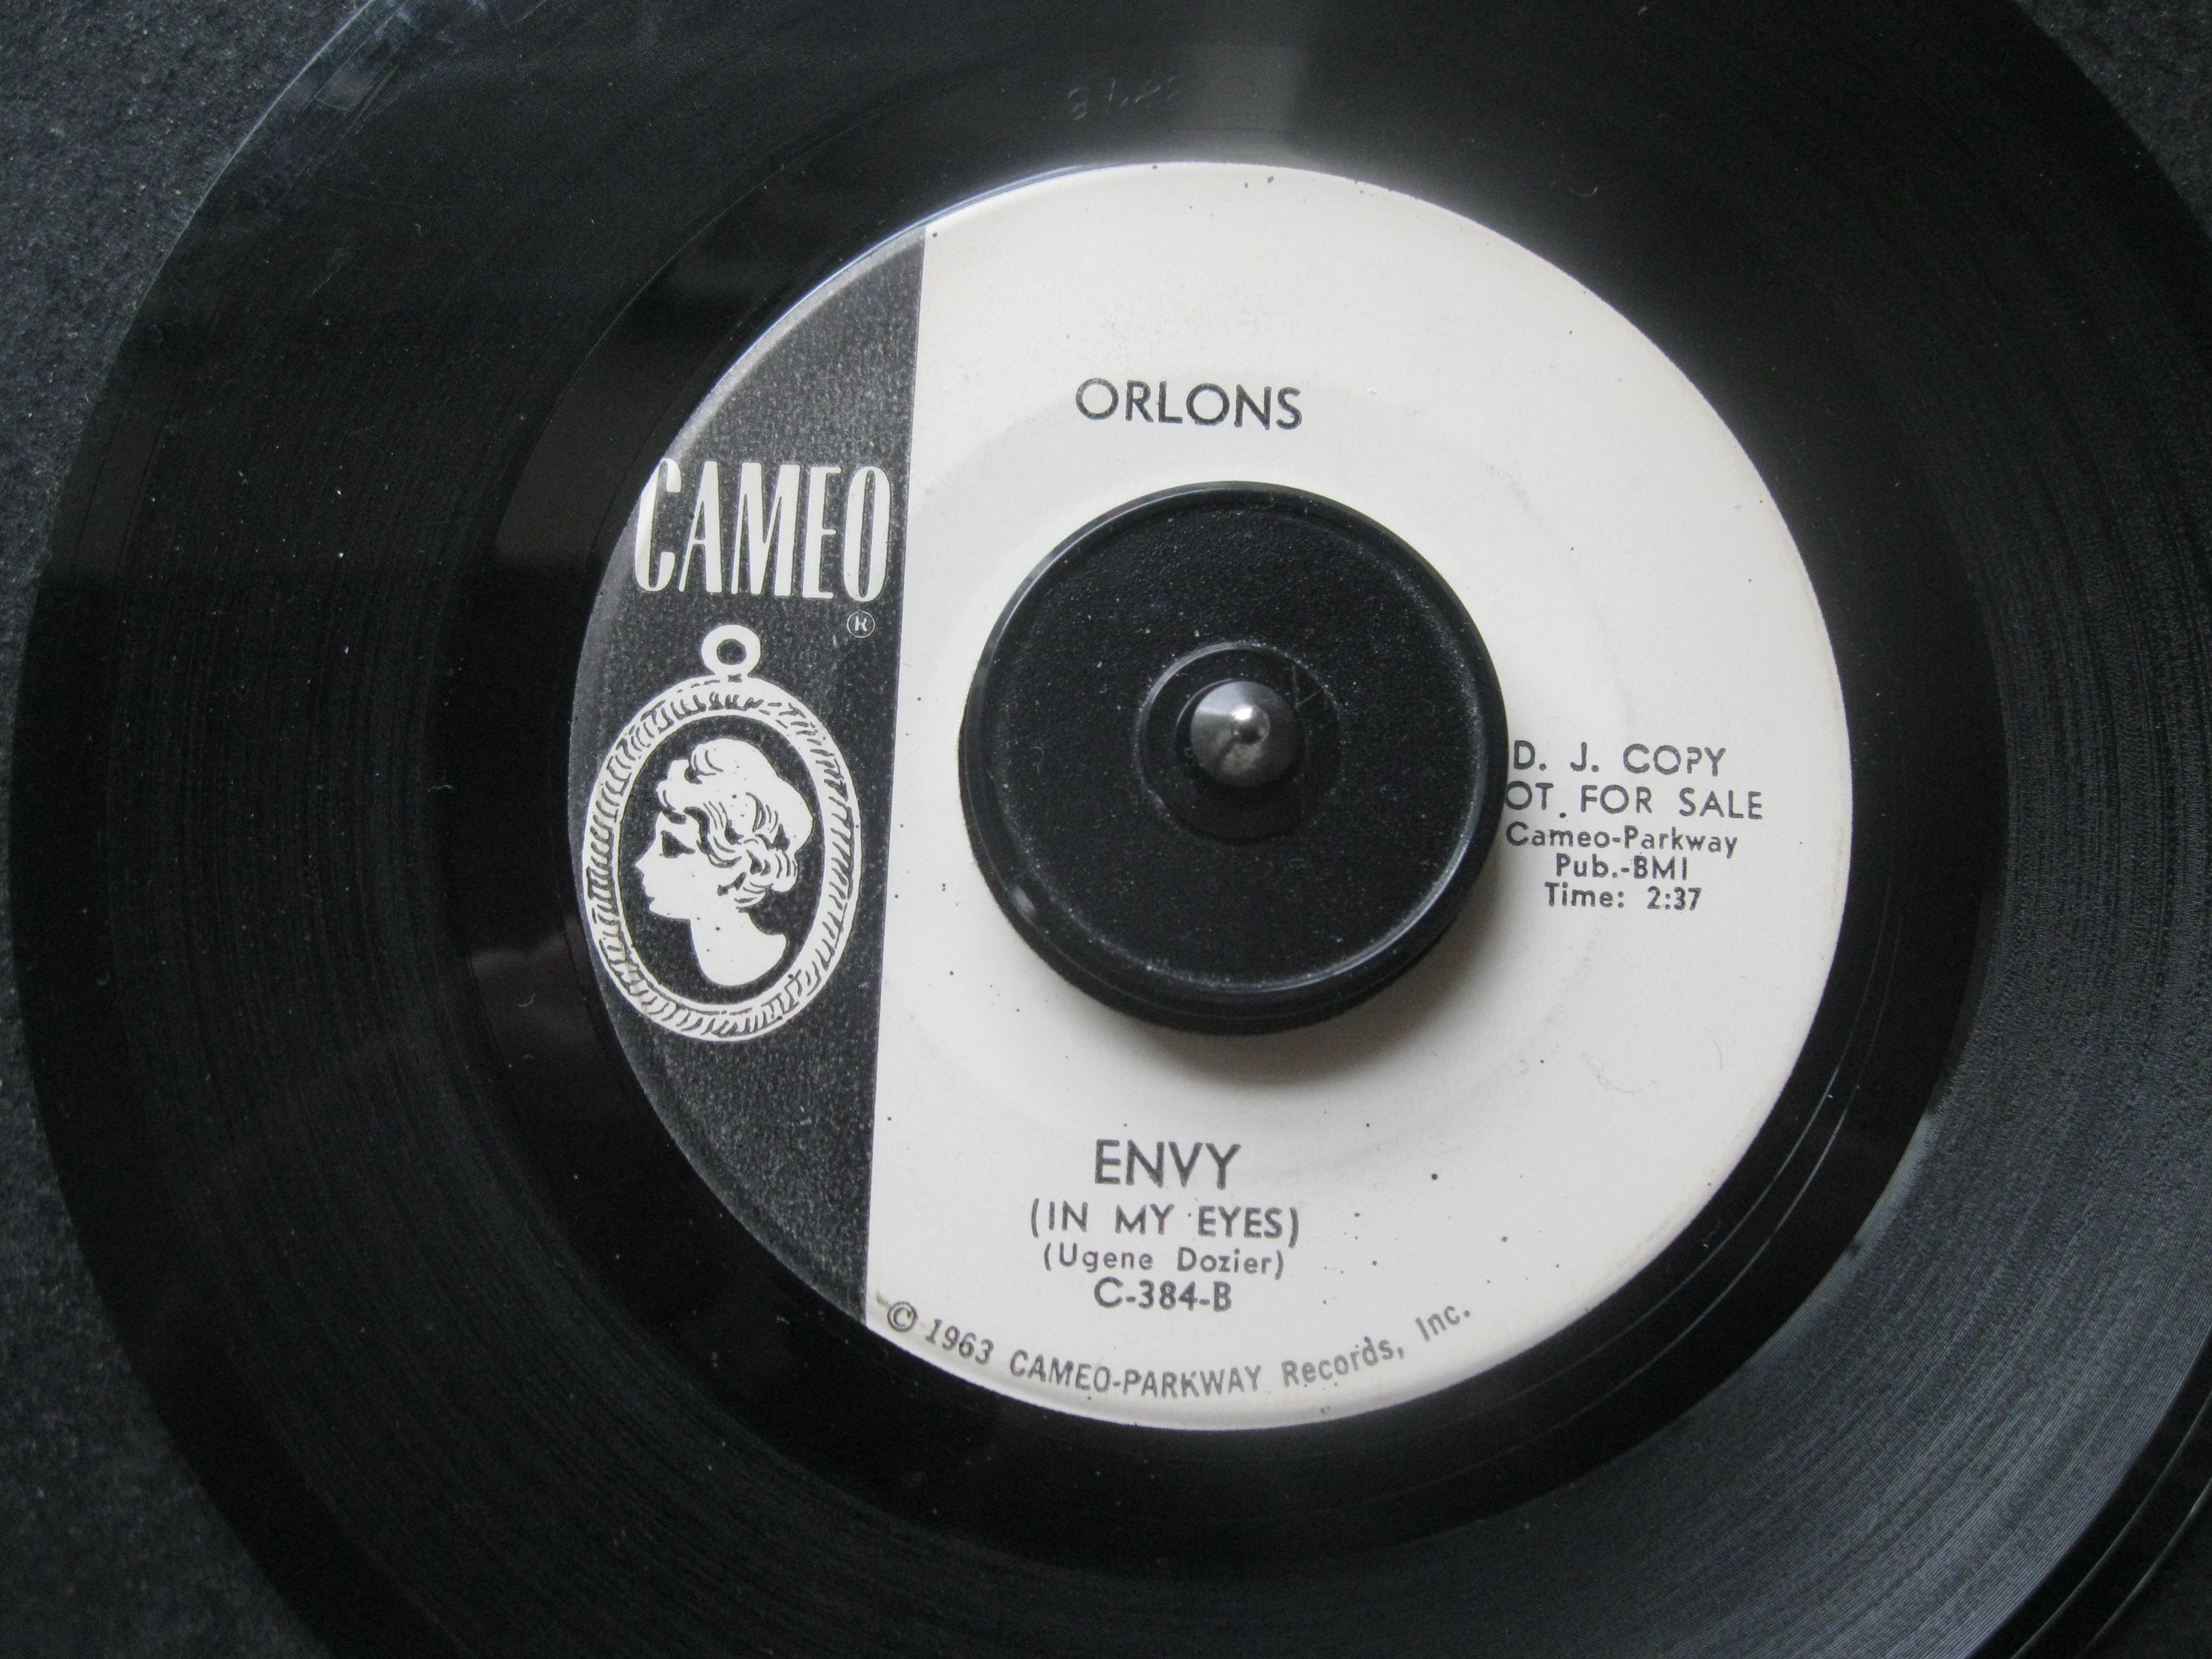 ORLONS
CAMEO
®
D. J. COPY
OT. FOR SALE
Cameo-Parkway
Pub.-BMI
Time: 2:37
ENVY
(IN MY EYES)
(Ugene Dozier)
C-384-B
© 1963 CAMEO-PARKWAY Records, Inc.